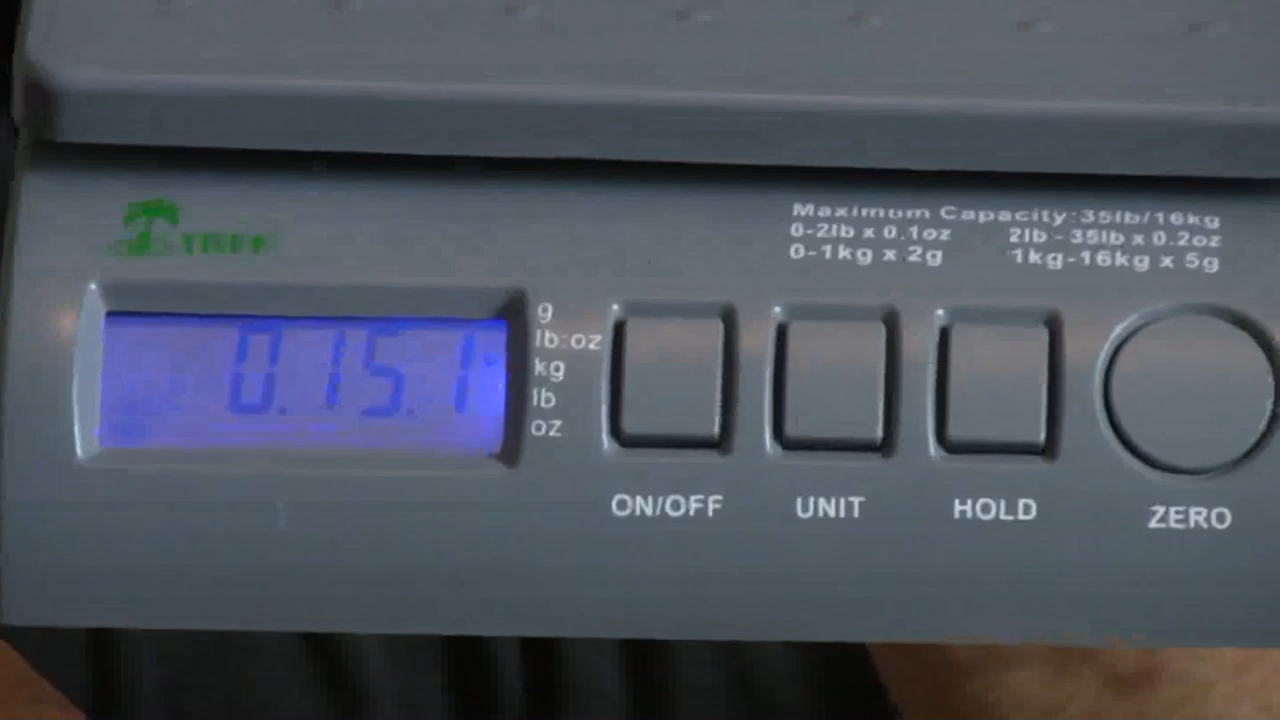 TREE
Maximum Capacity:35lb/16kg
0-2lb x 0.1oz 2lb - 35lb x 0.2oz
0-1kg x 2g 1kg-16kg x 5g
0.15.1
g
lb:oz
kg
lb
oz
ON/OFF UNIT HOLD ZERO